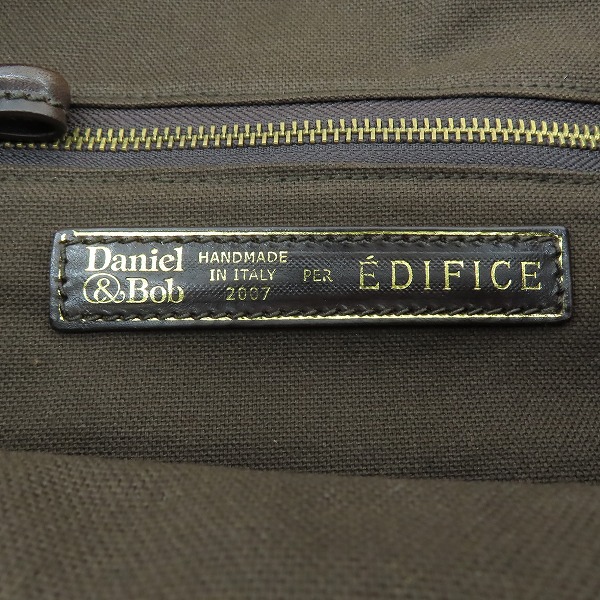 Daniel
&Bob
HANDMADE
IN ITALY
2007
PER
ÉDIFICE